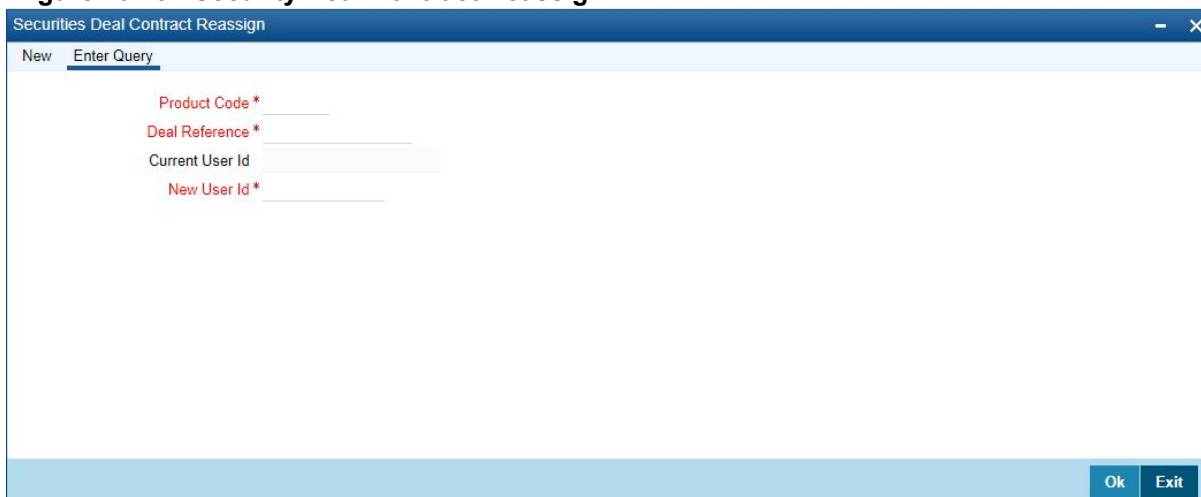 Securities Deal Contract Reassign
New Enter Query
Product Code *
Deal Reference *
Current User Id
New User Id *
Ok Exit